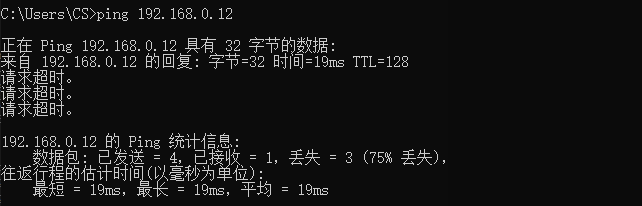 C:\Users\CS>ping 192.168.0.12
正在 Ping 192.168.0.12 具有 32 字节的数据:
来自 192.168.0.12 的回复: 字节=32 时间=19ms TTL=128
请求超时。
请求超时。
请求超时。
192.168.0.12 的 Ping 统计信息:
数据包: 已发送 = 4，已接收 = 1，丢失 = 3 (75% 丢失)，
往返行程的估计时间(以毫秒为单位):
最短 = 19ms，最长 = 19ms，平均 = 19ms